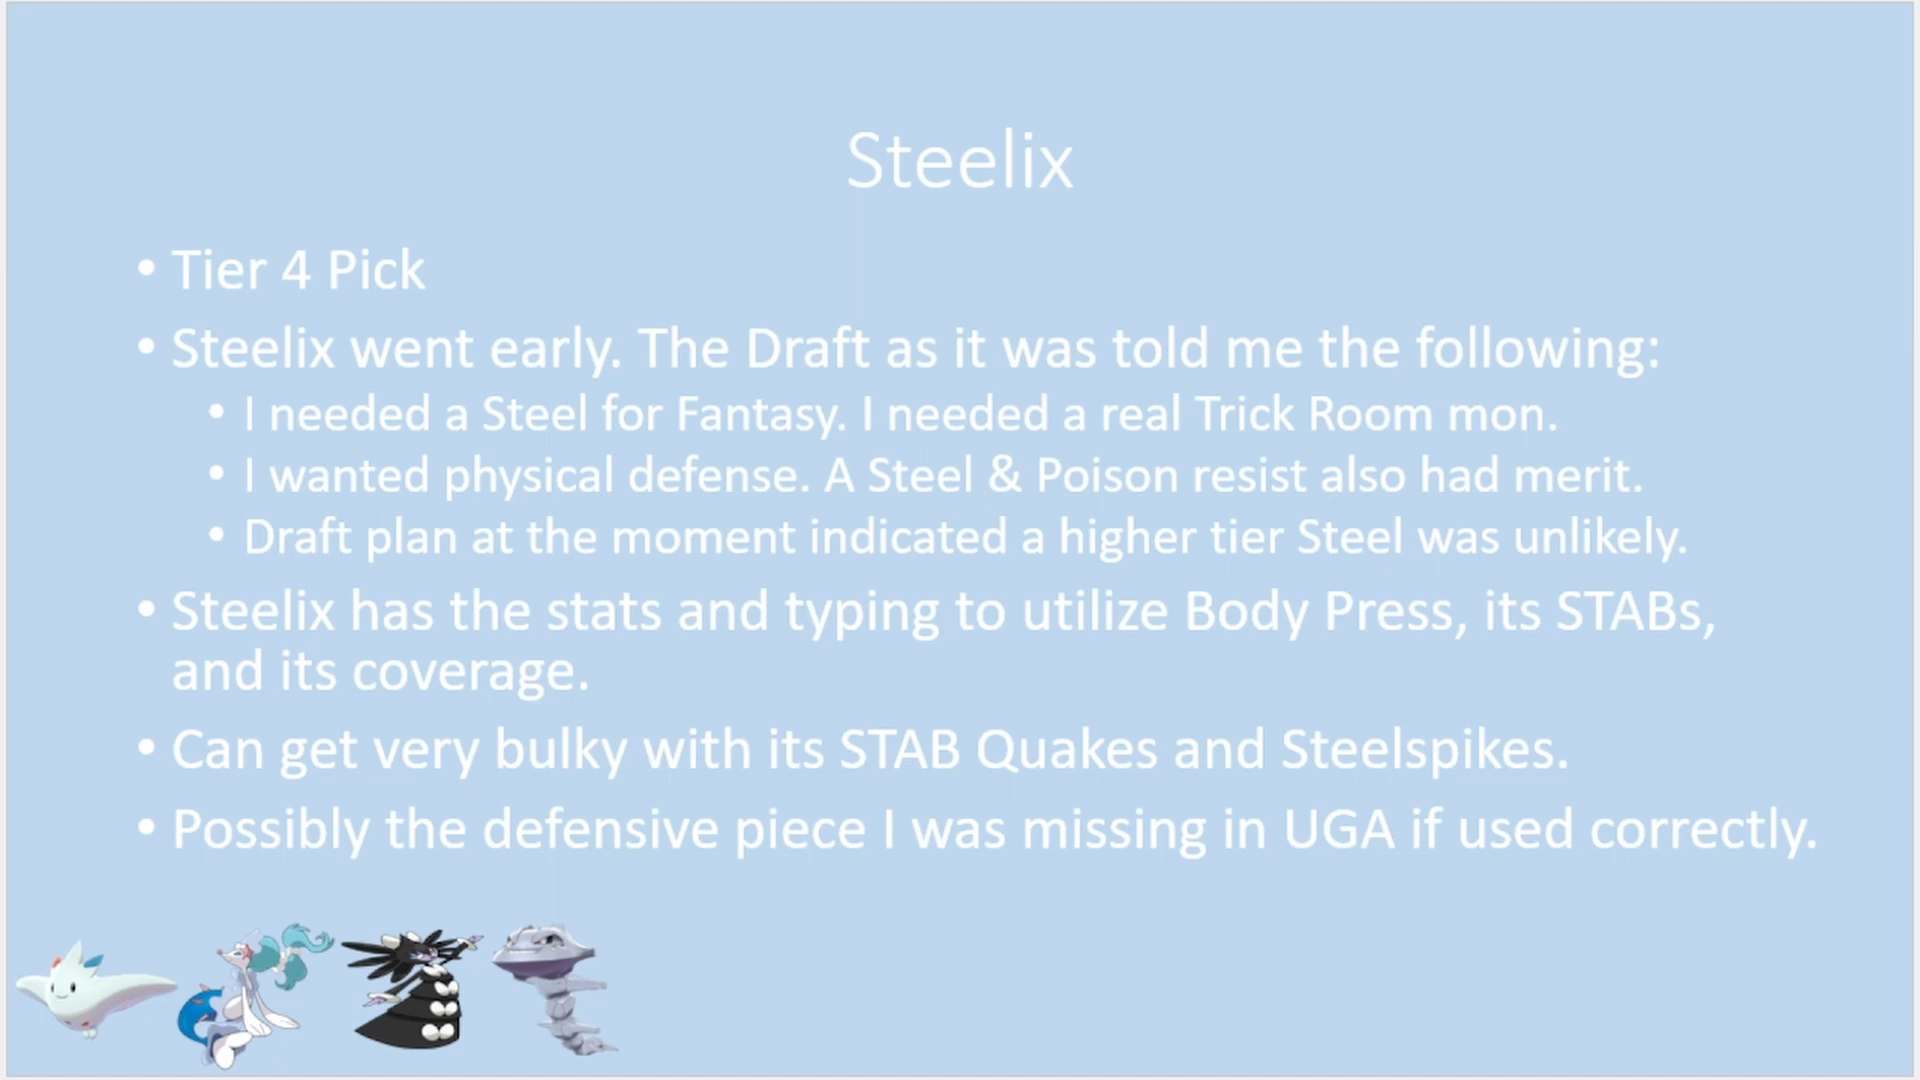 Steelix
• Tier 4 Pick
• Steelix went early. The Draft as it was told me the following:
• I needed a Steel for Fantasy. I needed a real Trick Room mon.
• I wanted physical defense. A Steel & Poison resist also had merit.
• Draft plan at the moment indicated a higher tier Steel was unlikely.
• Steelix has the stats and typing to utilize Body Press, its STABs,
and its coverage.
• Can get very bulky with its STAB Quakes and Steelspikes.
• Possibly the defensive piece I was missing in UGA if used correctly.